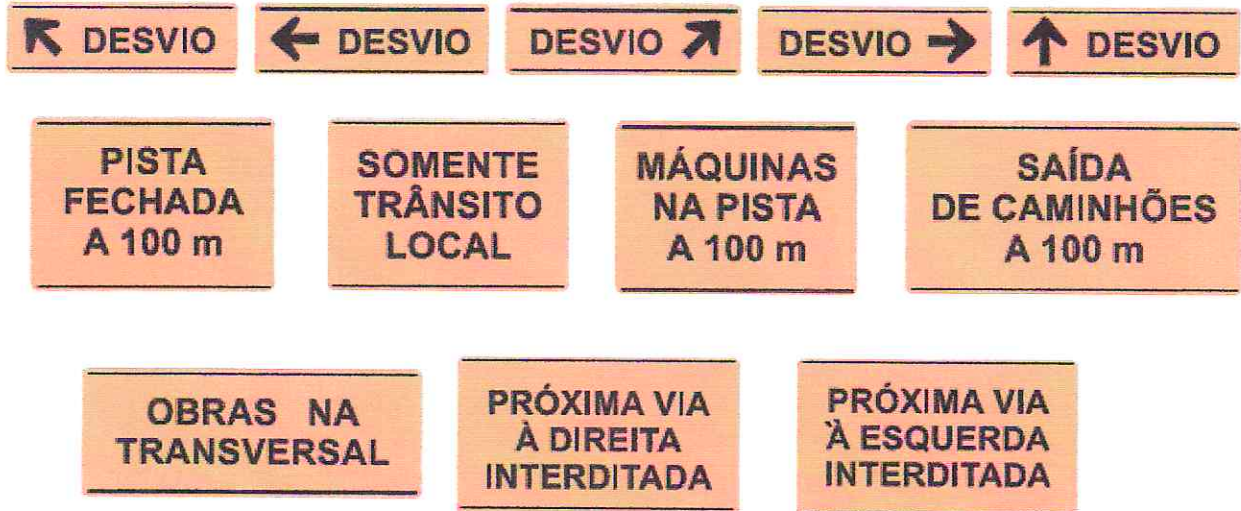 DESVIO
DESVIO
DESVIO
DESVIO
DESVIO
PISTA
FECHADA
A 100 m
SOMENTE
TRÂNSITO
LOCAL
MÁQUINAS
NA PISTA
A 100 m
SAÍDA
DE CAMINHÕES
A 100 m
OBRAS NA
TRANSVERSAL
PRÓXIMA VIA
À DIREITA
INTERDITADA
PRÓXIMA VIA
À ESQUERDA
INTERDITADA